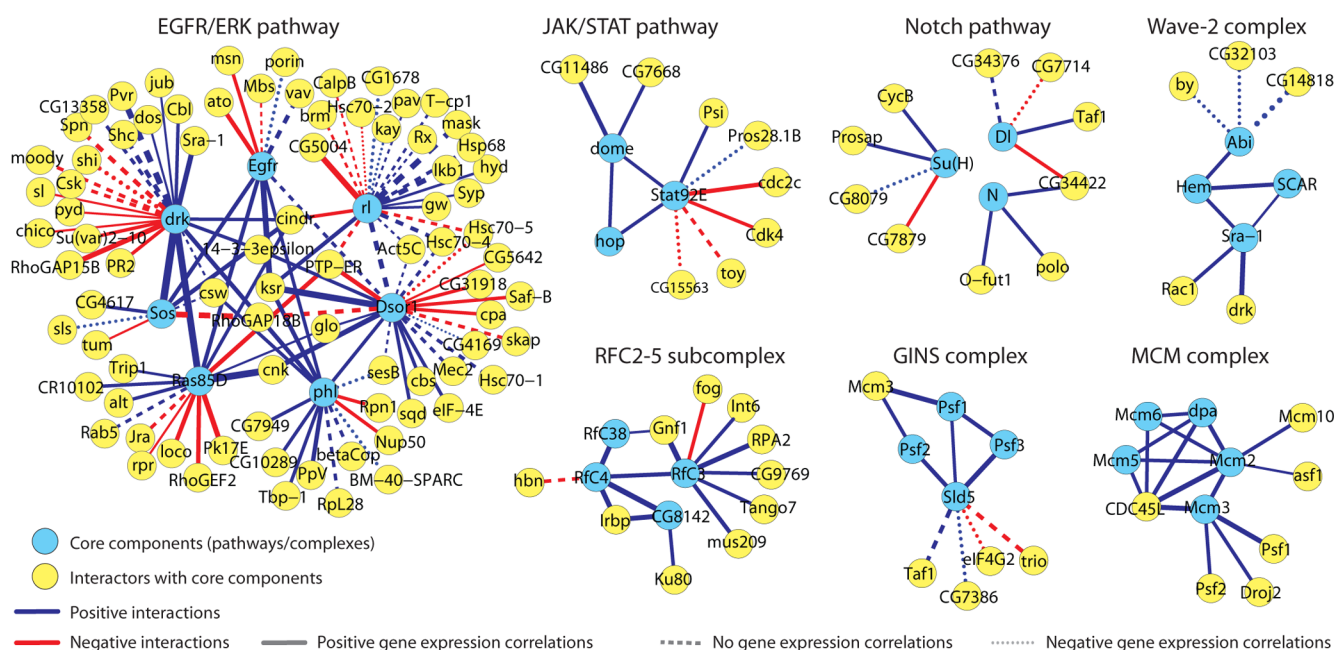 EGFR/ERK pathway
JAK/STAT pathway
Notch pathway
Wave-2 complex
msn
porin
jub
Pvr
CG13358
dos
Cbl
Spn
Shc
Sra-1
moody
shi
sl
Csk
pyd
chico
Su(var)2-10
RhoGAP15B
PR2
drk
ato
Mbs
vav
CalpB
CG1678
brm
Hsc70-2
pav
T-cp1
kay
mask
Rx
CG5004
Hsp68
Egfr
Ikb1
hyd
Syp
rl
gw
cindr
14-3-3epsilon
Act5C
Hsc70-4
Hsc70-5
PTP-ER
CG5642
CG31918
Saf-B
csw
ksr
Dsor1
CG4617
Sos
sls
tum
RhoGAP18B
glo
cpa
skap
CG4169
Trip1
CR10102
alt
Ras85D
cnk
phl
sesB
cbs
Mec2
Hsc70-1
Rab5
Jra
rpr
loco
Pk17E
RhoGEF2
CG7949
CG10289
Tbp-1
PpV
RpL28
betaCop
BM-40-SPARC
Rpn1
Nup50
sqd
eIF-4E
CG11486
CG7668
dome
Psi
Pros28.1B
Stat92E
cdc2c
hop
Cdk4
toy
CG15563
CG34376
CG7714
CycB
Dl
Taf1
Prosap
Su(H)
CG8079
N
CG34422
CG7879
O-fut1
polo
CG32103
by
CG14818
Abi
Hem
SCAR
Sra-1
Rac1
drk
RFC2-5 subcomplex
GINS complex
MCM complex
fog
Int6
RfC38
Gnf1
RPA2
hbn
RfC4
RfC3
CG9769
Irbp
CG8142
Tango7
mus209
Ku80
Mcm3
Psf1
Psf2
Psf3
Sld5
Taf1
eIF4G2
trio
CG7386
Mcm6
dpa
Mcm10
Mcm5
Mcm2
asf1
CDC45L
Mcm3
Psf1
Psf2
Droj2
Core components (pathways/complexes)
Interactors with core components
Positive interactions
Negative interactions
Positive gene expression correlations
No gene expression correlations
Negative gene expression correlations